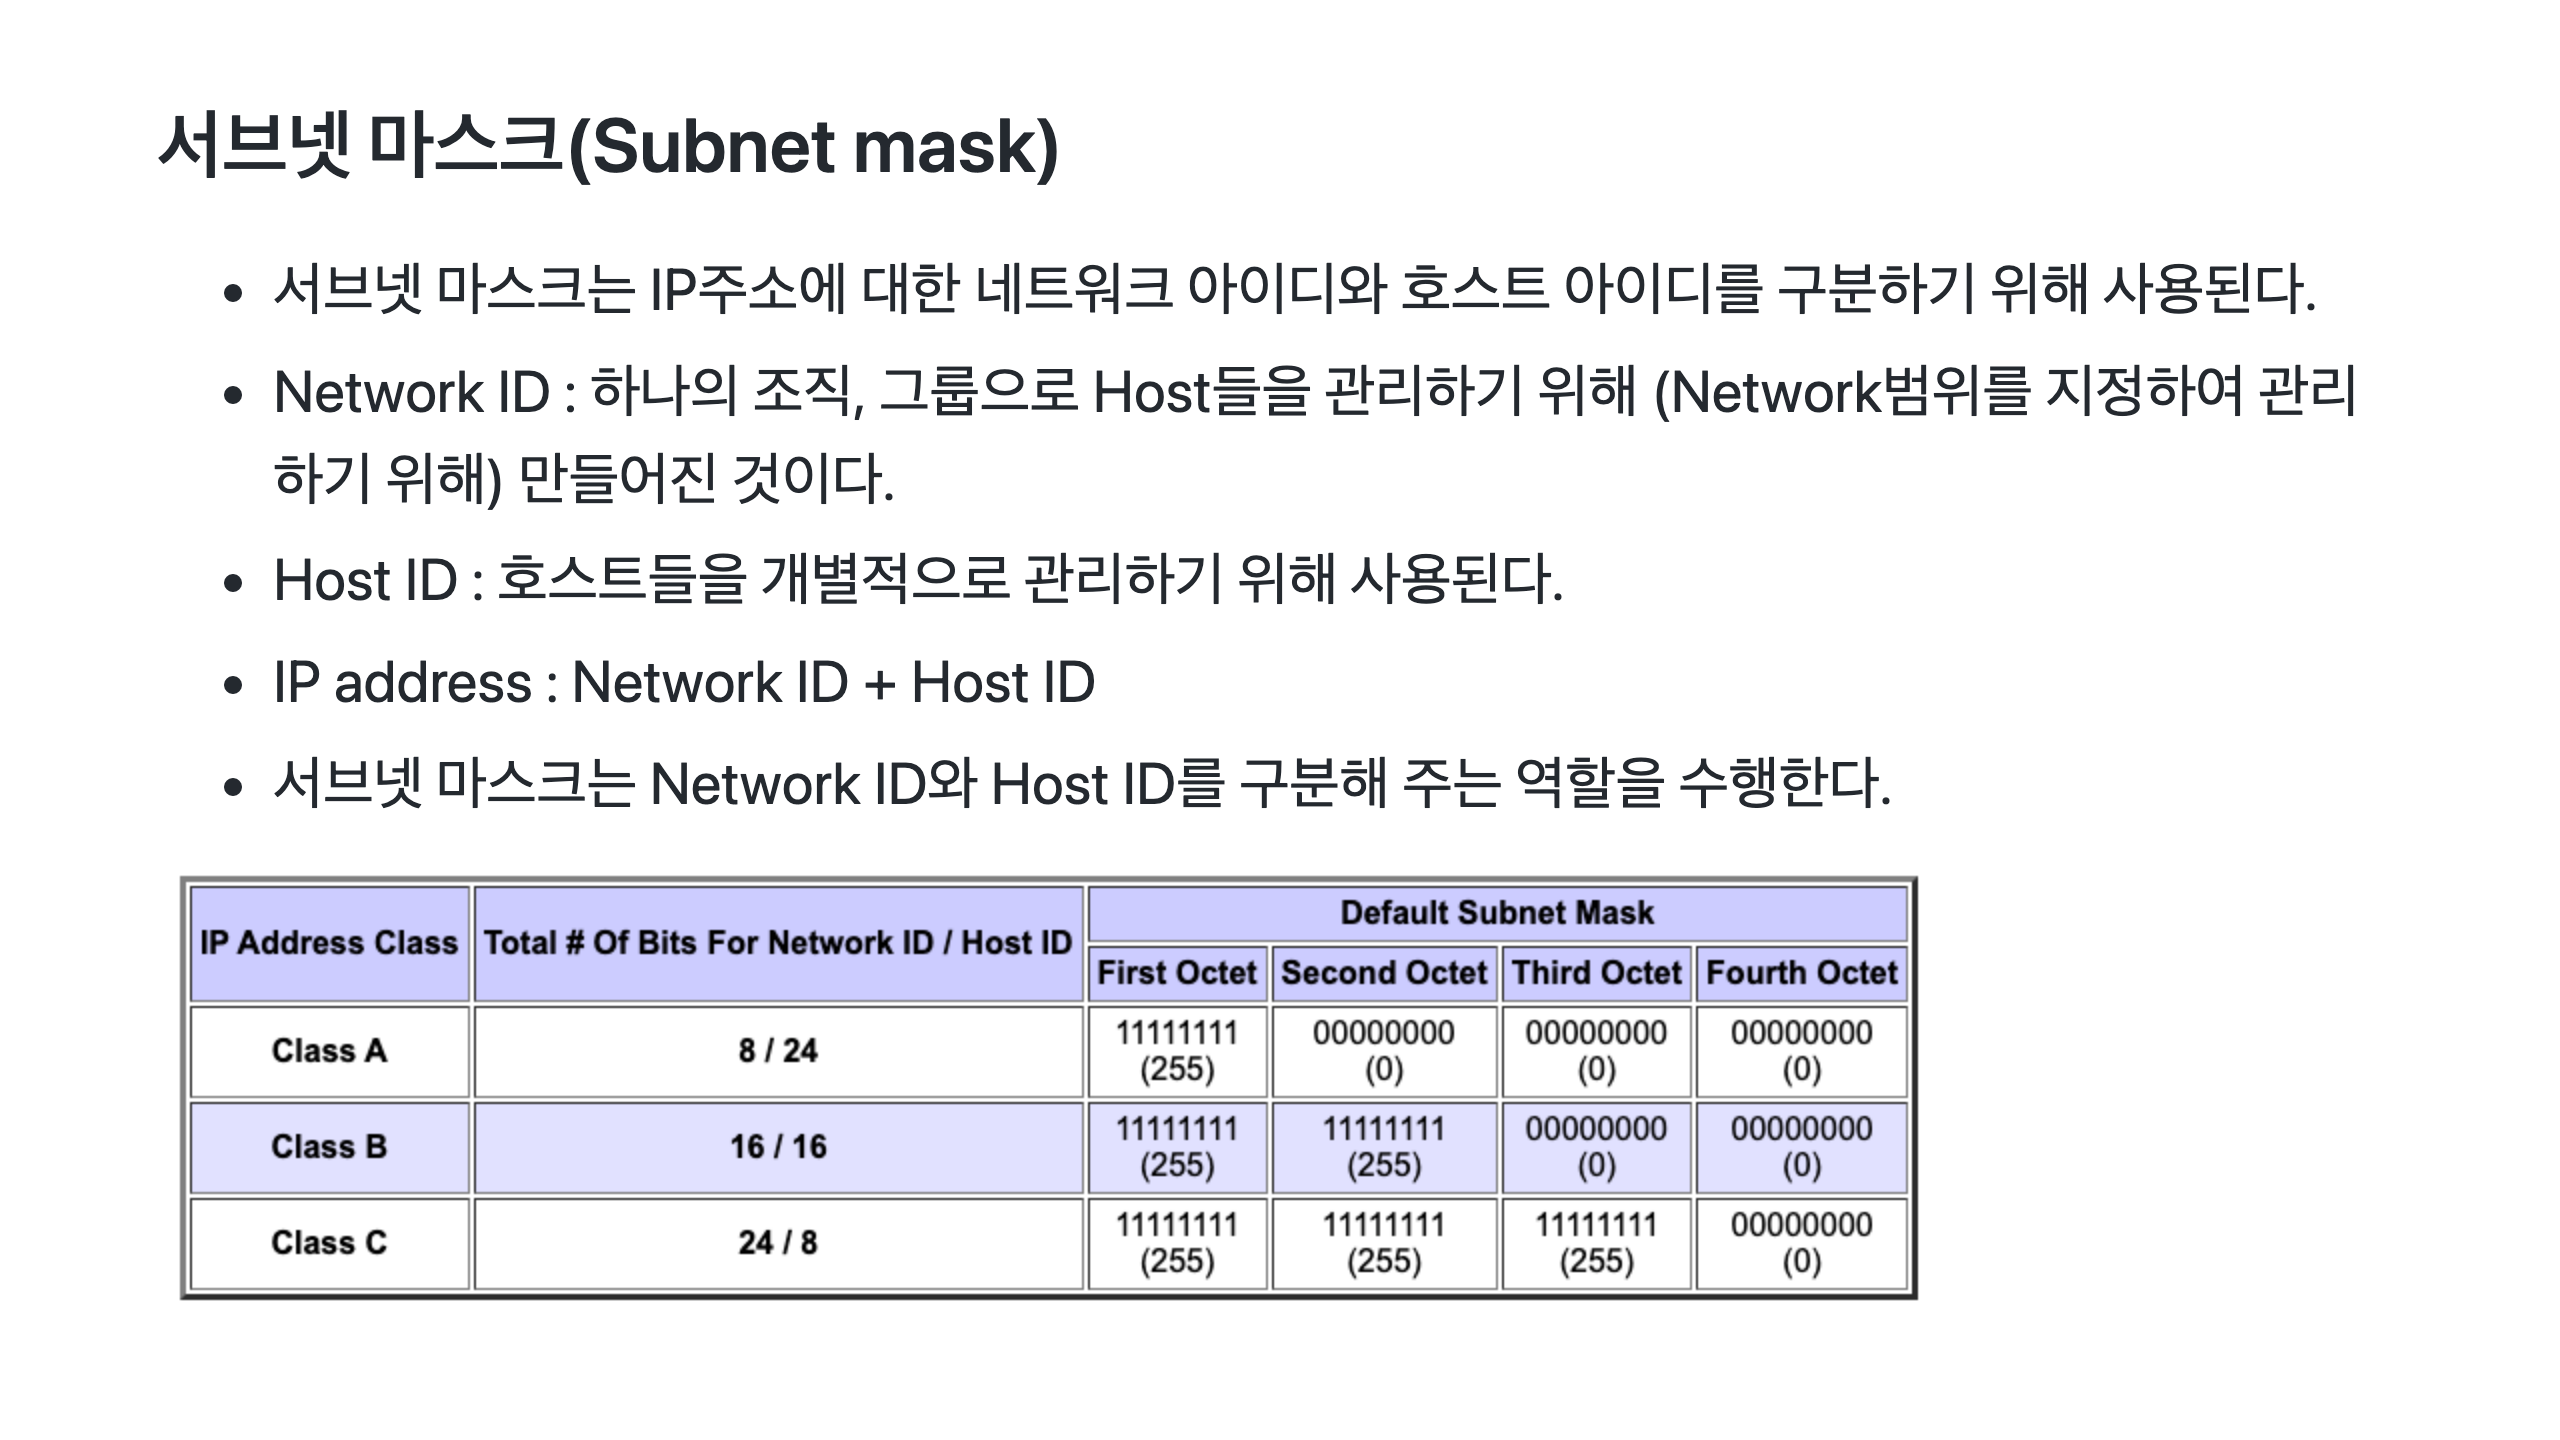 서브넷 마스크(Subnet mask)
• 서브넷 마스크는 IP주소에 대한 네트워크 아이디와 호스트 아이디를 구분하기 위해 사용된다.
• Network ID : 하나의 조직, 그룹으로 Host들을 관리하기 위해 (Network범위를 지정하여 관리
하기 위해) 만들어진 것이다.
• Host ID : 호스트들을 개별적으로 관리하기 위해 사용된다.
• IP address : Network ID + Host ID
• 서브넷 마스크는 Network ID와 Host ID를 구분해 주는 역할을 수행한다.
IP Address Class Total # Of Bits For Network ID / Host ID Default Subnet Mask
First Octet Second Octet Third Octet Fourth Octet
Class A 8 / 24 11111111 00000000 00000000 00000000
(255) (0) (0) (0)
Class B 16 / 16 11111111 11111111 00000000 00000000
(255) (255) (0) (0)
Class C 24 / 8 11111111 11111111 11111111 00000000
(255) (255) (255) (0)